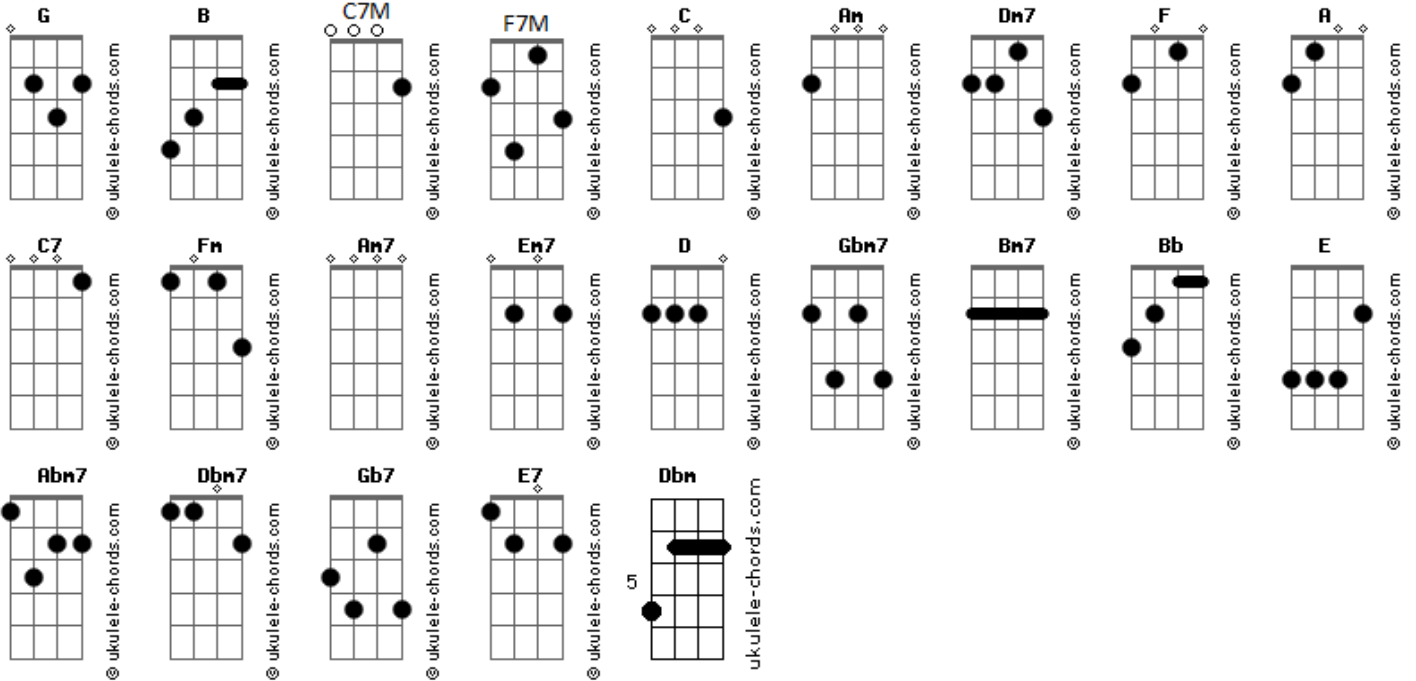 G B C7M F7M C Am Dm7 F A
© ukulele-chords.com © ukulele-chords.com © ukulele-chords.com © ukulele-chords.com © ukulele-chords.com © ukulele-chords.com © ukulele-chords.com © ukulele-chords.com © ukulele-chords.com
C7 Fm Am7 Em7 D Gbm7 Bm7 Bb E
© ukulele-chords.com © ukulele-chords.com © ukulele-chords.com © ukulele-chords.com © ukulele-chords.com © ukulele-chords.com © ukulele-chords.com © ukulele-chords.com © ukulele-chords.com
Abm7 Dbm7 Gb7 E7 Dbm
© ukulele-chords.com © ukulele-chords.com © ukulele-chords.com © ukulele-chords.com 5 ukulele-chords.com